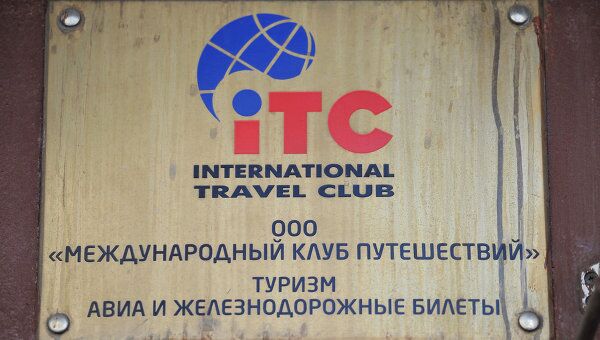 iTC
INTERNATIONAL
TRAVEL CLUB
ООО
«МЕЖДУНАРОДНЫЙ КЛУБ ПУТЕШЕСТВИЙ»
ТУРИЗМ
АВИА И ЖЕЛЕЗНОДОРОЖНЫЕ БИЛЕТЫ